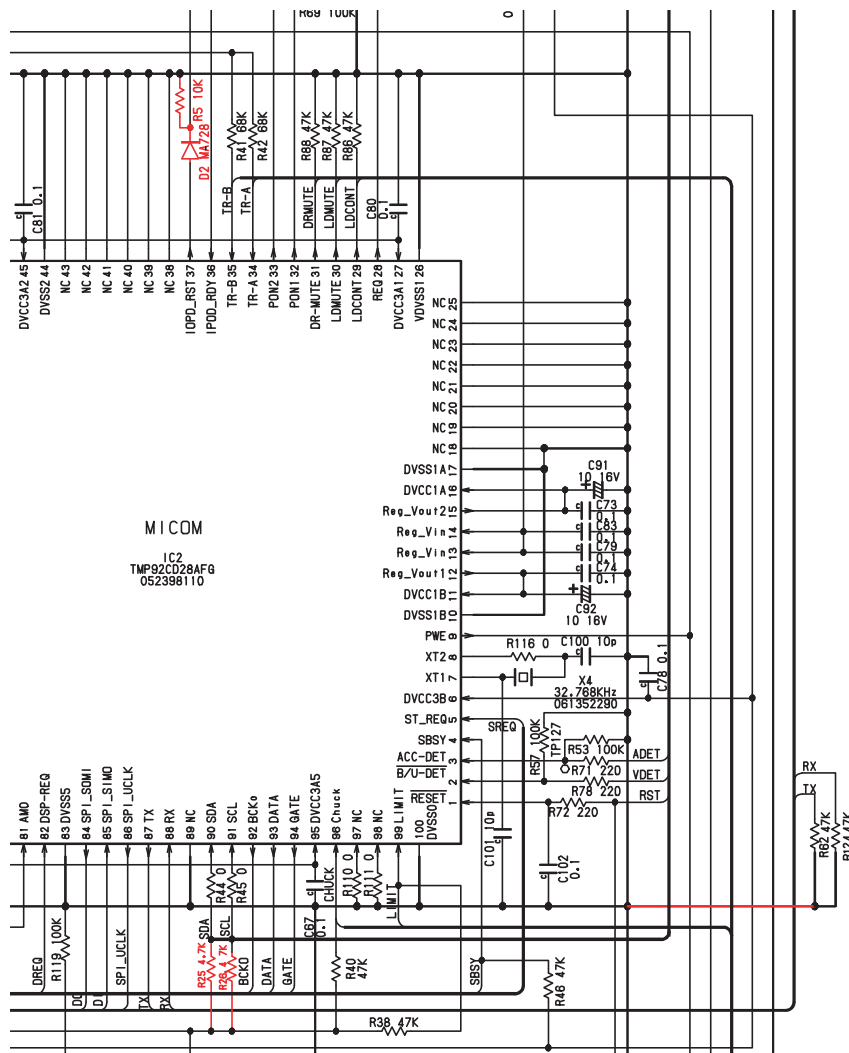 R69 100K
0
R5 10K
D2 MA728
R41 68K
R42 68K
R88 47K
R87 47K
R86 47K
C81 0.1
TR-B
TR-A
DRMUTE
LDMUTE
LDCONT
C80
0.1
DVCC3A2 45
DVSS2 44
NC 43
NC 42
NC 41
NC 40
NC 39
NC 38
IOPD_RST 37
IPOD_RDY 36
TR-B 35
TR-A 34
PON2 33
PON1 32
DR-MUTE 31
LDMUTE 30
LDCONT 29
REQ 28
DVCC3A1 27
VDVSS1 26
NC 25
NC 24
NC 23
NC 22
NC 21
NC 20
NC 19
NC 18
DVSS1A 17
DVCC1A 16
Reg_Vout2 15
Reg_Vin 14
Reg_Vin 13
Reg_Vout1 12
DVCC1B 11
DVSS1B 10
PWE 9
XT2 8
XT1 7
DVCC3B 6
ST_REQ 5
SBSY 4
ACC-DET 3
B/U-DET 2
RESET 1
C91
10 16V
C73
0.1
C83
0.1
C79
0.1
C74
0.1
C92
10 16V
MICOM
IC2
TMP92CD28AFG
052398110
R116 0
C100 10p
C78 0.1
X4
32.768KHz
061352290
SREQ
R57 100K
TP127
R53 100K
R71 220
R78 220
R72 220
ADET
VDET
RST
C101 10p
C102
0.1
RX
TX
R62 47K
R124 47K
81 AM0
82 DSP-REQ
83 DVSS5
84 SPI_SOMI
85 SPI_SIMO
86 SPI_UCLK
87 TX
88 RX
89 NC
90 SDA
91 SCL
92 BCKO
93 DATA
94 GATE
95 DVCC3A5
96 Chuck
97 NC
98 NC
99 LIMIT
100
DVSSO
R44 0
R45 0
CHUCK
C67
0.1
R110 0
R111 0
LIMIT
SDA
SCL
DREQ
R119 100K
SPI_UCLK
TX
RX
R25 4.7K
R26 4.7K
BCKO
DATA
GATE
R40
47K
SBSY
R46 47K
R38 47K